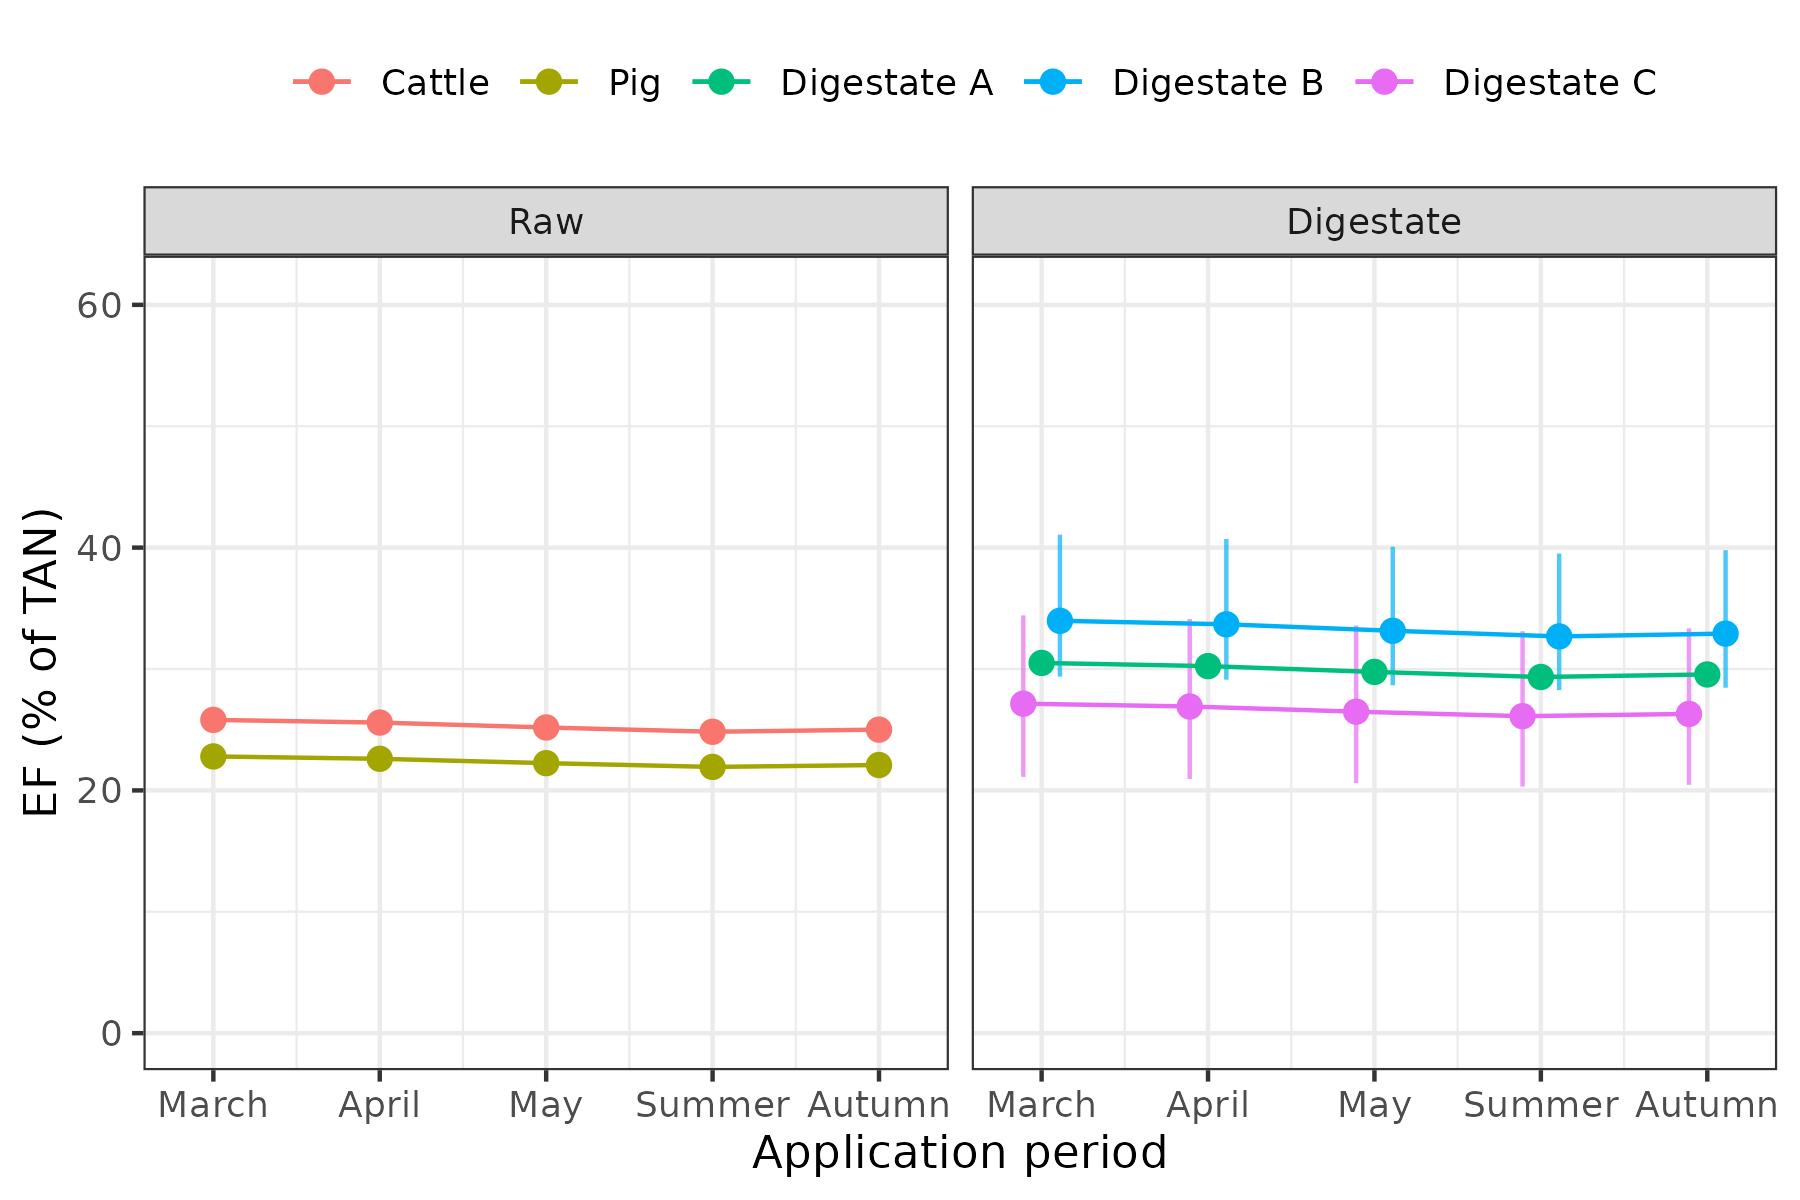 Cattle Pig Digestate A Digestate B Digestate C
Raw Digestate
60
40
20
0
EF (% of TAN)
March April May Summer Autumn March April May Summer Autumn
Application period